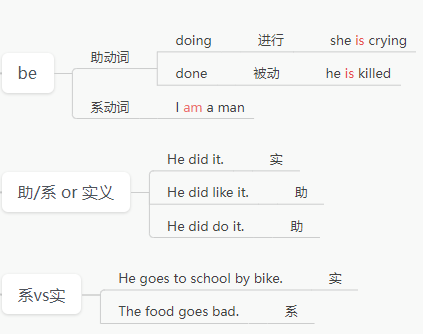 be
助动词
doing 进行 she is crying
done 被动 he is killed
系动词 I am a man
助/系 or 实义
He did it. 实
He did like it. 助
He did do it. 助
系vs实
He goes to school by bike. 实
The food goes bad. 系